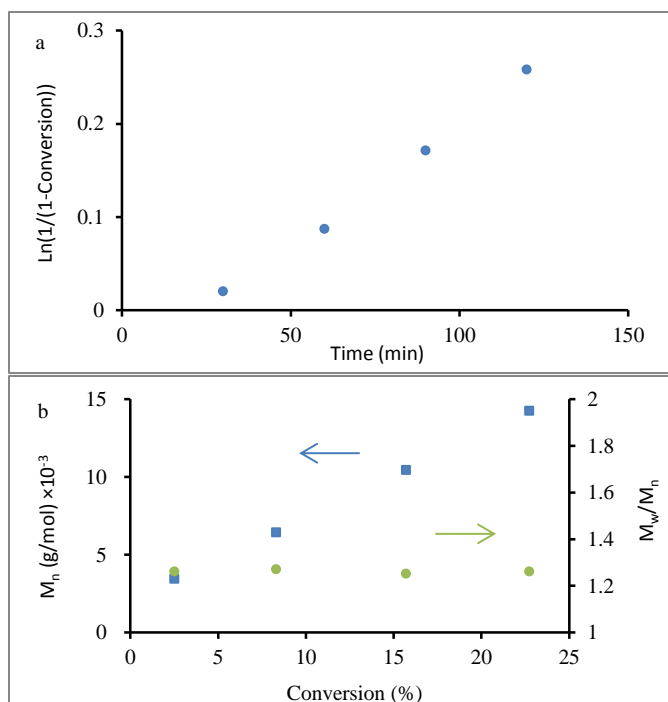 a
0.3
0.2
0.1
0
Ln(1/(1-Conversion))
0 50 100 150
Time (min)
b
15
10
5
0
Mn (g/mol) ×10⁻³
2
1.8
1.6
1.4
1.2
1
Mw/Mn
0 5 10 15 20 25
Conversion (%)